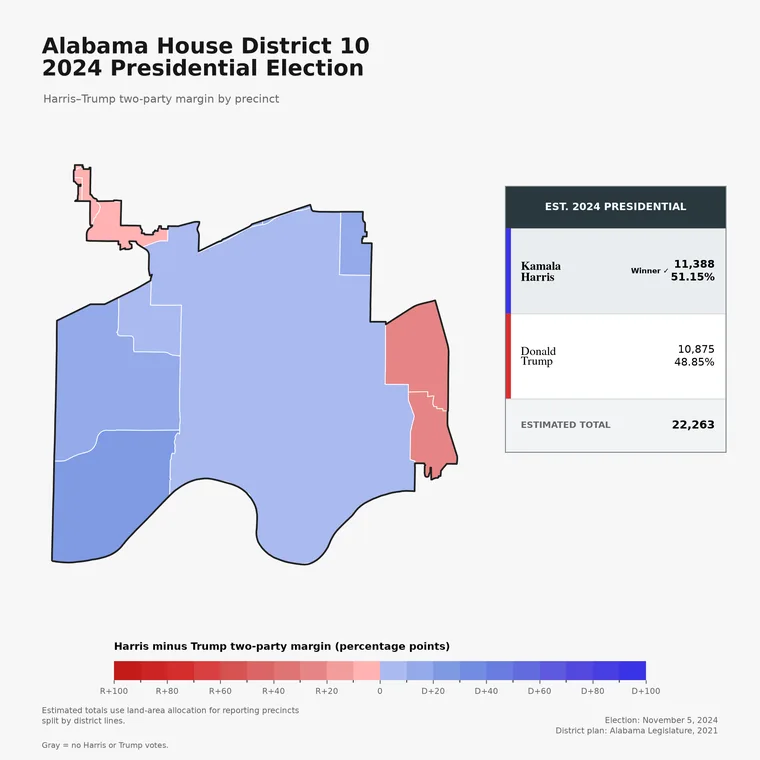 Alabama House District 10
2024 Presidential Election
Harris–Trump two-party margin by precinct
EST. 2024 PRESIDENTIAL
Kamala
Harris
Winner ✓
11,388
51.15%
Donald
Trump
10,875
48.85%
ESTIMATED TOTAL
22,263
Harris minus Trump two-party margin (percentage points)
R+100 R+80 R+60 R+40 R+20 0 D+20 D+40 D+60 D+80 D+100
Estimated totals use land-area allocation for reporting precincts
split by district lines.
Gray = no Harris or Trump votes.
Election: November 5, 2024
District plan: Alabama Legislature, 2021